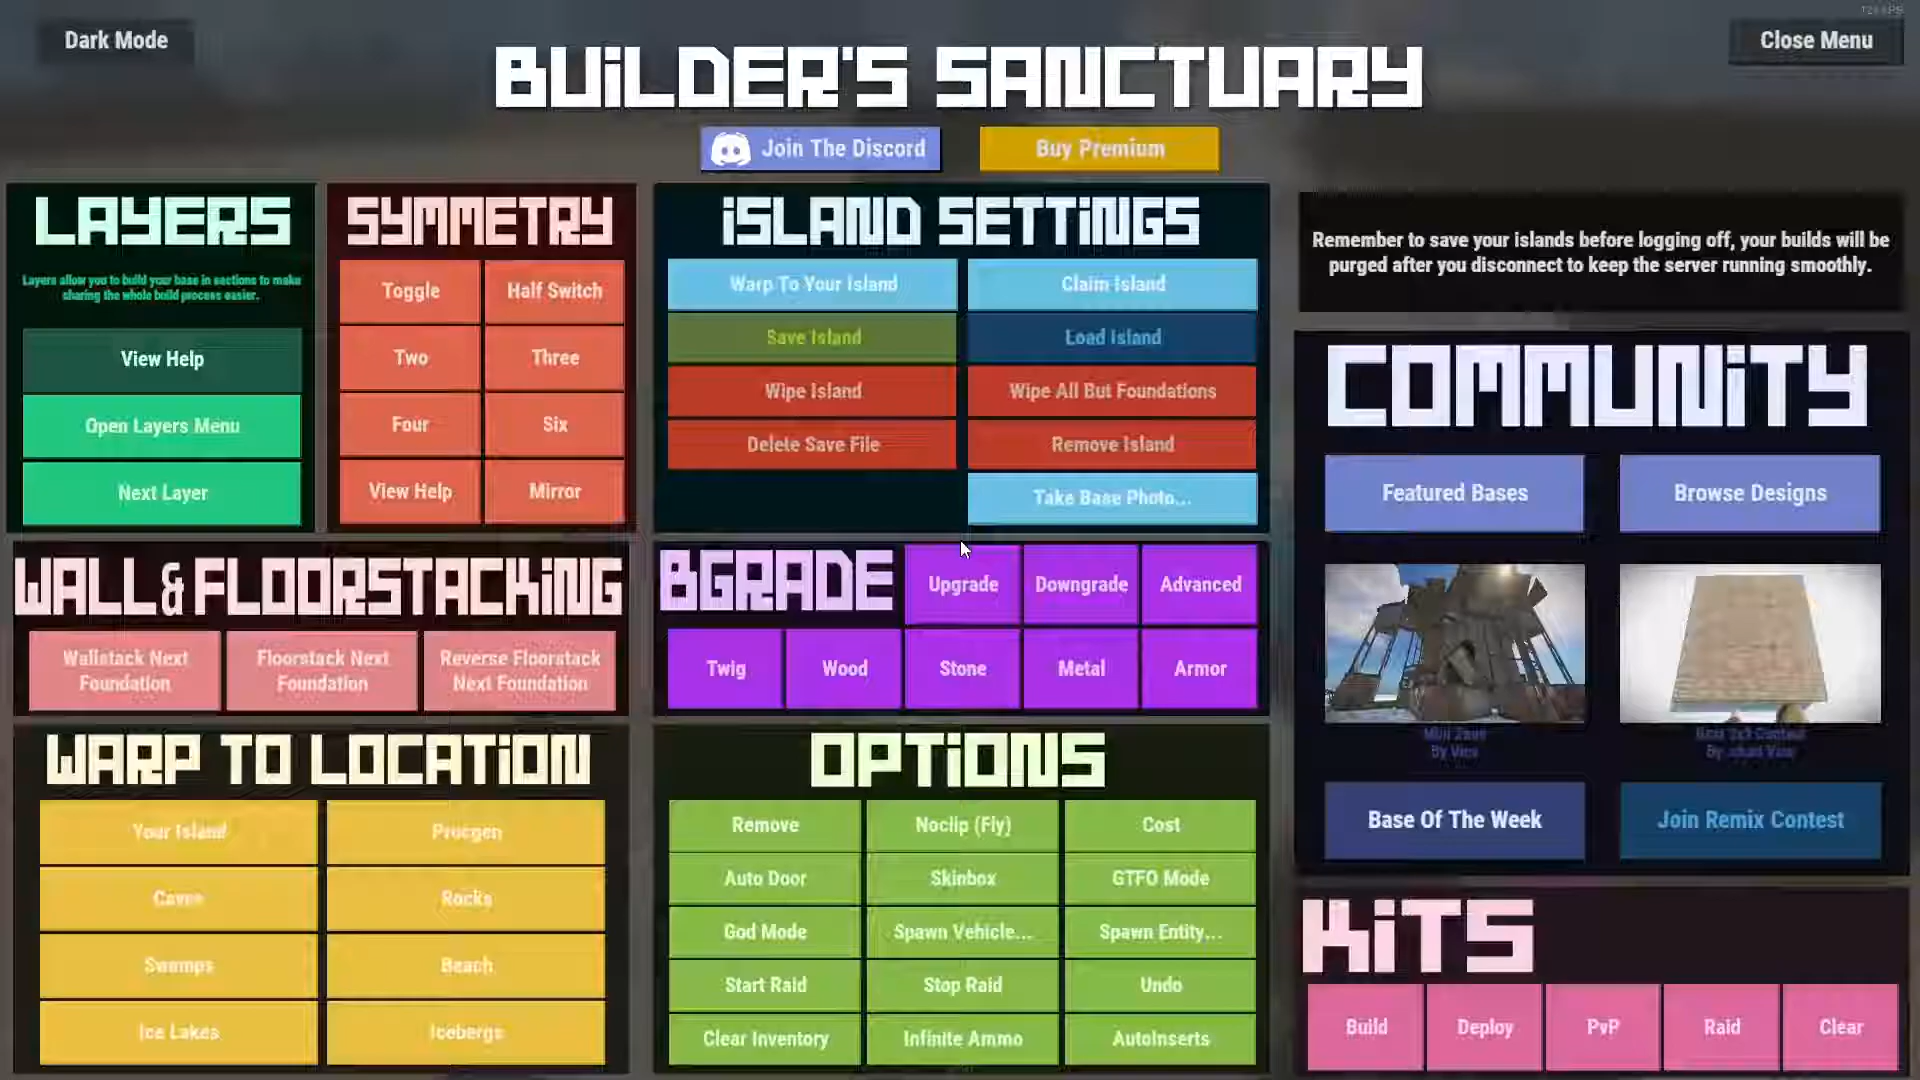 Dark Mode
Close Menu
BUILDER'S SANCTUARY
Join The Discord
Buy Premium
LAYERS
Layers allow you to build your base in sections to make
sharing the whole build process easier.
View Help
Open Layers Menu
Next Layer
SYMMETRY
Toggle
Half Switch
Two
Three
Four
Six
View Help
Mirror
ISLAND SETTINGS
Warp To Your Island
Claim Island
Save Island
Load Island
Wipe Island
Wipe All But Foundations
Delete Save File
Remove Island
Take Base Photo...
Remember to save your islands before logging off, your builds will be
purged after you disconnect to keep the server running smoothly.
COMMUNITY
Featured Bases
Browse Designs
By Vice
Base Of The Week
Join Remix Contest
WALL & FLOORSTACKING
Wallstack Next
Foundation
Floorstack Next
Foundation
Reverse Floorstack
Next Foundation
BGRADE
Upgrade
Downgrade
Advanced
Twig
Wood
Stone
Metal
Armor
WARP TO LOCATION
Your Island
Procgen
Caves
Rocks
Swamps
Beach
Ice Lakes
Icebergs
OPTIONS
Remove
Noclip (Fly)
Cost
Auto Door
Skinbox
GTFO Mode
God Mode
Spawn Vehicle...
Spawn Entity...
Start Raid
Stop Raid
Undo
Clear Inventory
Infinite Ammo
AutoInserts
KITS
Build
Deploy
PvP
Raid
Clear